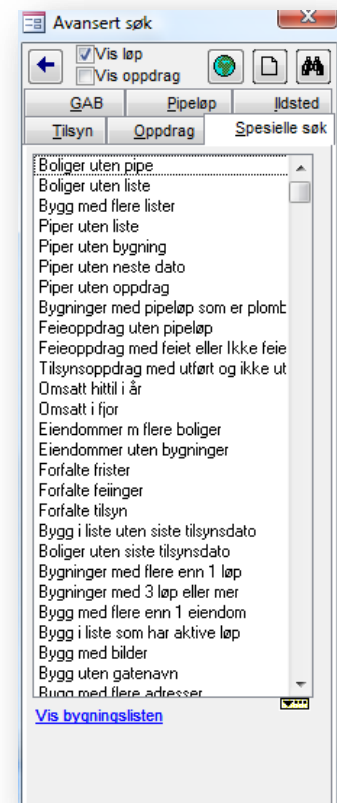 Avansert søk
Vis løp
Vis oppdrag
GAB Pipeløp Ildsted
Tilsyn Oppdrag Spesielle søk
Boliger uten pipe
Boliger uten liste
Bygg med flere lister
Piper uten liste
Piper uten bygning
Piper uten neste dato
Piper uten oppdrag
Bygninger med pipeløp som er plomb
Feieoppdrag uten pipeløp
Feieoppdrag med feiet eller Ikke feie
Tilsynsoppdrag med utført og ikke ut
Omsatt hittil i år
Omsatt i fjor
Eiendommer m flere boliger
Eiendommer uten bygninger
Forfalte frister
Forfalte feiinger
Forfalte tilsyn
Bygg i liste uten siste tilsynsdato
Boliger uten siste tilsynsdato
Bygninger med flere enn 1 løp
Bygninger med 3 løp eller mer
Bygg med flere enn 1 eiendom
Bygg i liste som har aktive løp
Bygg med bilder
Bygg uten gatenavn
Bygg med flere adresser
Vis bygningslisten